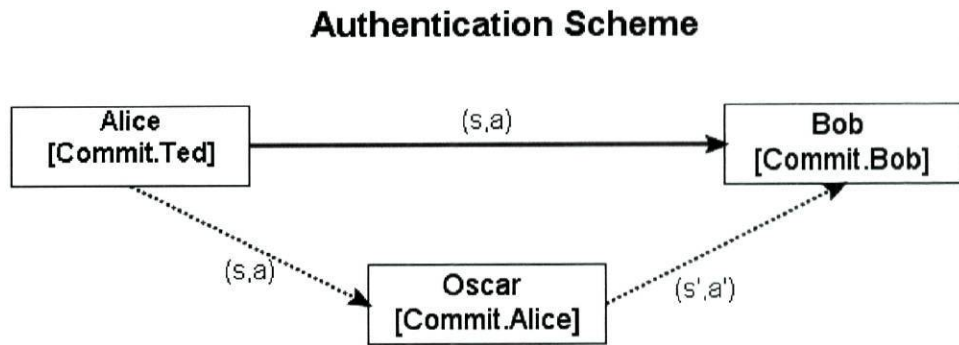 Authentication Scheme
Alice
[Commit.Ted]
(s,a)
Bob
[Commit.Bob]
(s,a)
Oscar
[Commit.Alice]
(s',a')